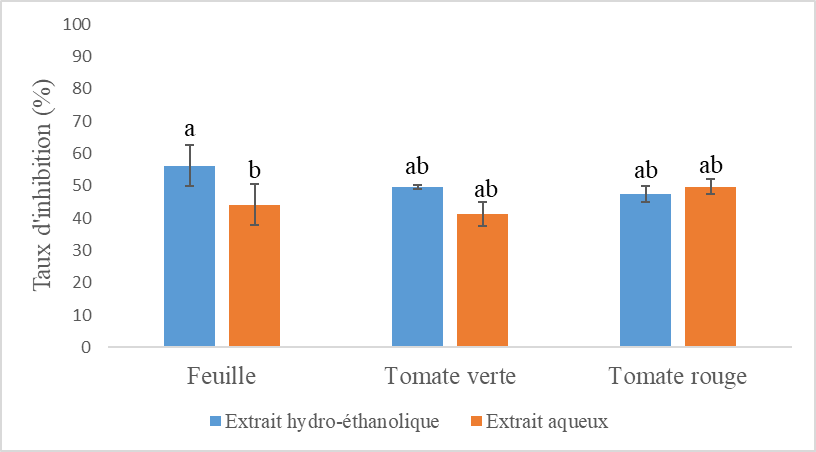 Taux d'inhibition (%)
100
90
80
70
60
50
40
30
20
10
0
a
b
ab
ab
ab
ab
Feuille Tomate verte Tomate rouge
Extrait hydro-éthanolique Extrait aqueux